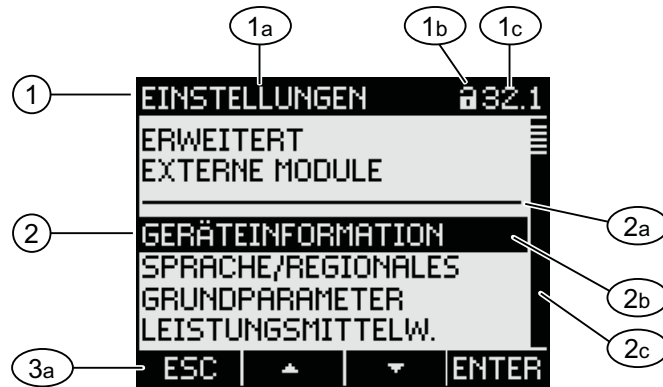 1a 1b 1c
1 EINSTELLUNGEN 32.1
ERWEITERT
EXTERNE MODULE
2a
2 GERÄTEINFORMATION
SPRACHE/REGIONALES
2b
GRUNDPARAMETER
LEISTUNGSMITTELW.
2c
3a ESC ENTER